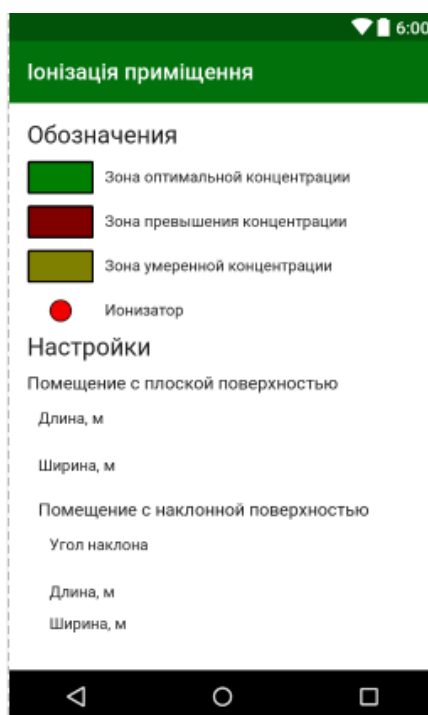 6:00
Іонізація приміщення
Обозначения
Зона оптимальной концентрации
Зона превышения концентрации
Зона умеренной концентрации
Ионизатор
Настройки
Помещение с плоской поверхностью
Длина, м
Ширина, м
Помещение с наклонной поверхностью
Угол наклона
Длина, м
Ширина, м